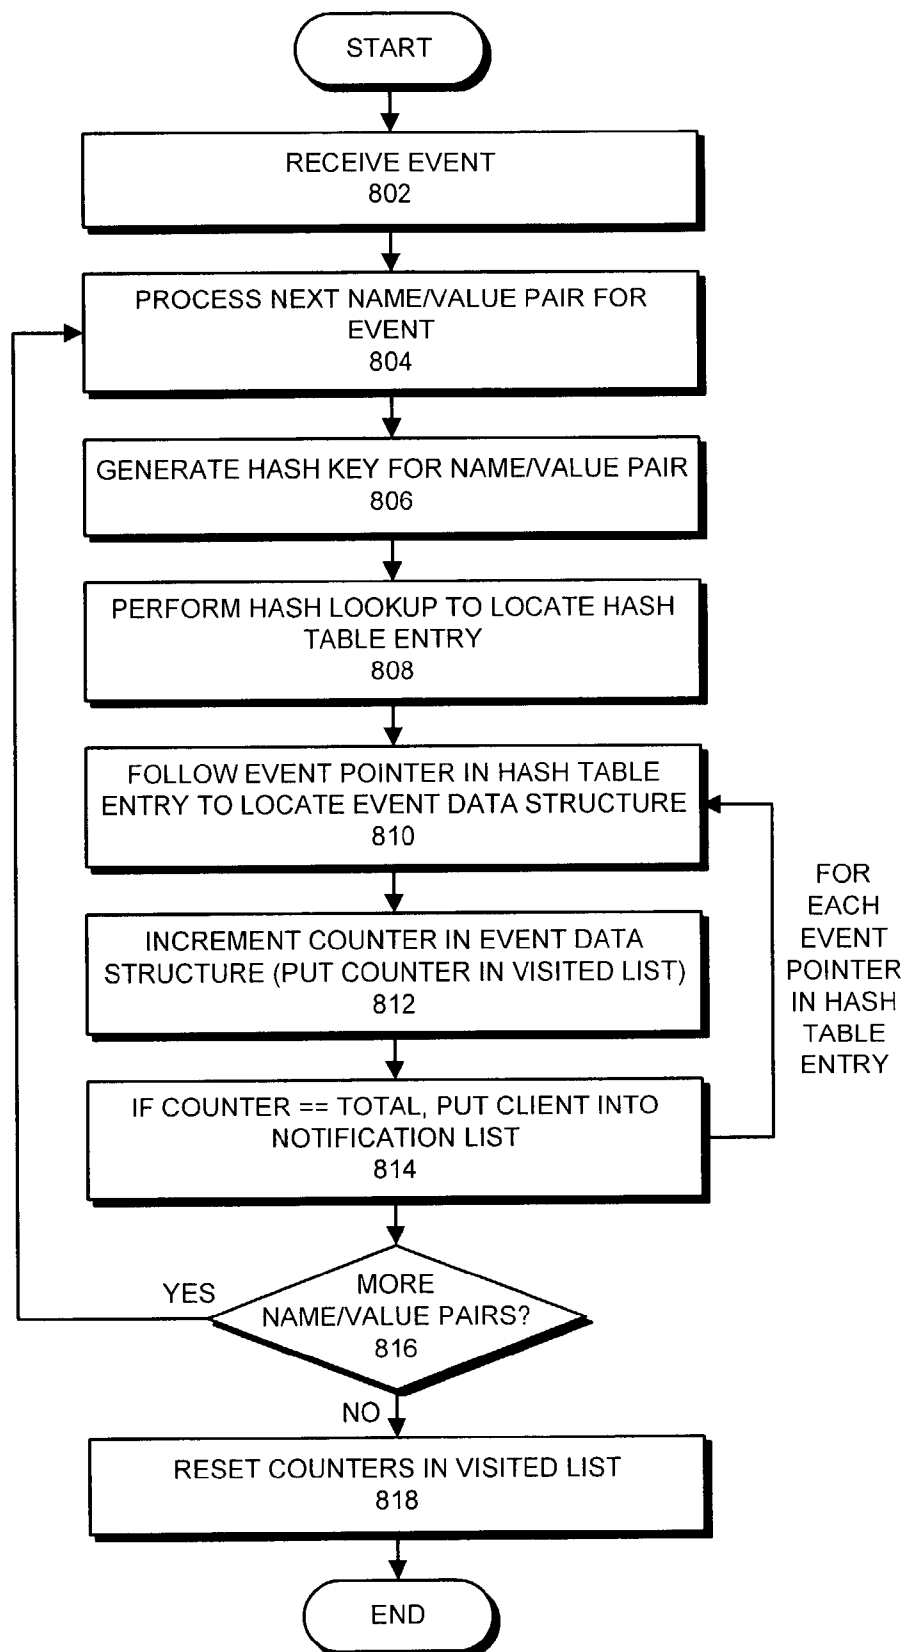 START
RECEIVE EVENT
802
PROCESS NEXT NAME/VALUE PAIR FOR
EVENT
804
GENERATE HASH KEY FOR NAME/VALUE PAIR
806
PERFORM HASH LOOKUP TO LOCATE HASH
TABLE ENTRY
808
FOLLOW EVENT POINTER IN HASH TABLE
ENTRY TO LOCATE EVENT DATA STRUCTURE
810
INCREMENT COUNTER IN EVENT DATA
STRUCTURE (PUT COUNTER IN VISITED LIST)
812
IF COUNTER == TOTAL, PUT CLIENT INTO
NOTIFICATION LIST
814
FOR
EACH
EVENT
POINTER
IN HASH
TABLE
ENTRY
YES
MORE
NAME/VALUE PAIRS?
816
NO
RESET COUNTERS IN VISITED LIST
818
END